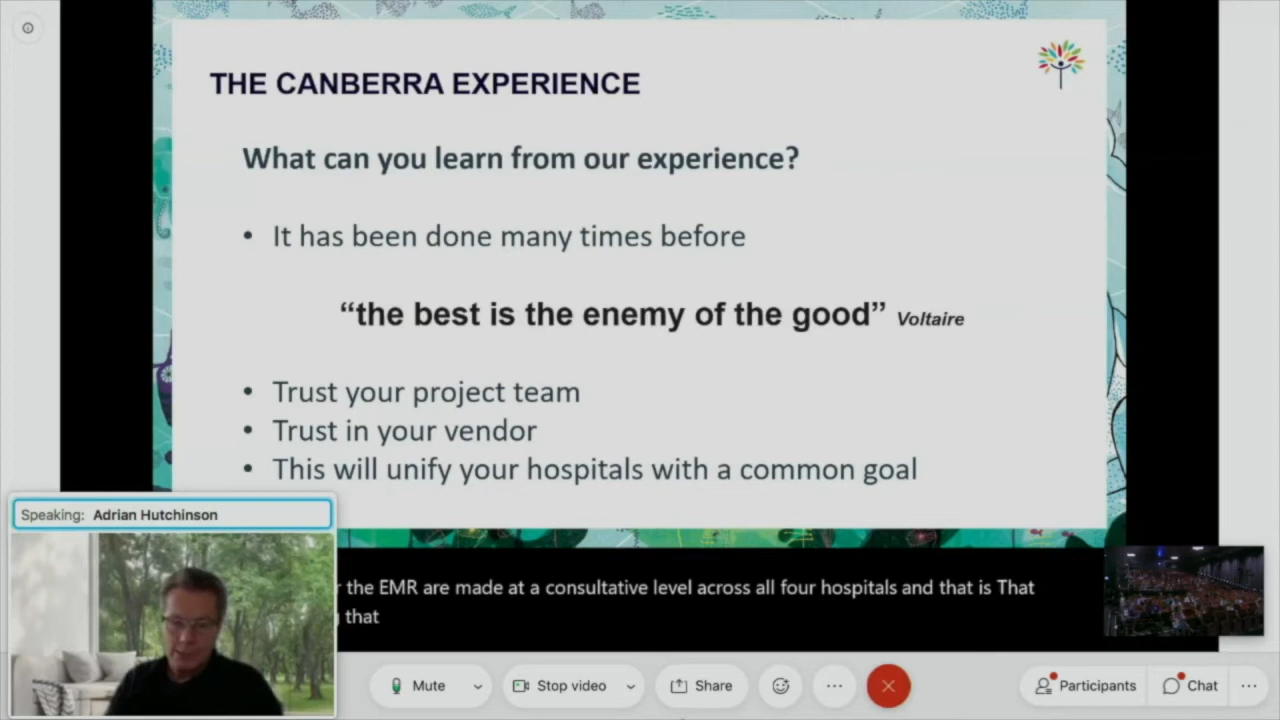 THE CANBERRA EXPERIENCE
What can you learn from our experience?
• It has been done many times before
“the best is the enemy of the good” Voltaire
• Trust your project team
• Trust in your vendor
• This will unify your hospitals with a common goal
Speaking: Adrian Hutchinson
the EMR are made at a consultative level across all four hospitals and that is That
that
Mute
Stop video
Share
Participants
Chat